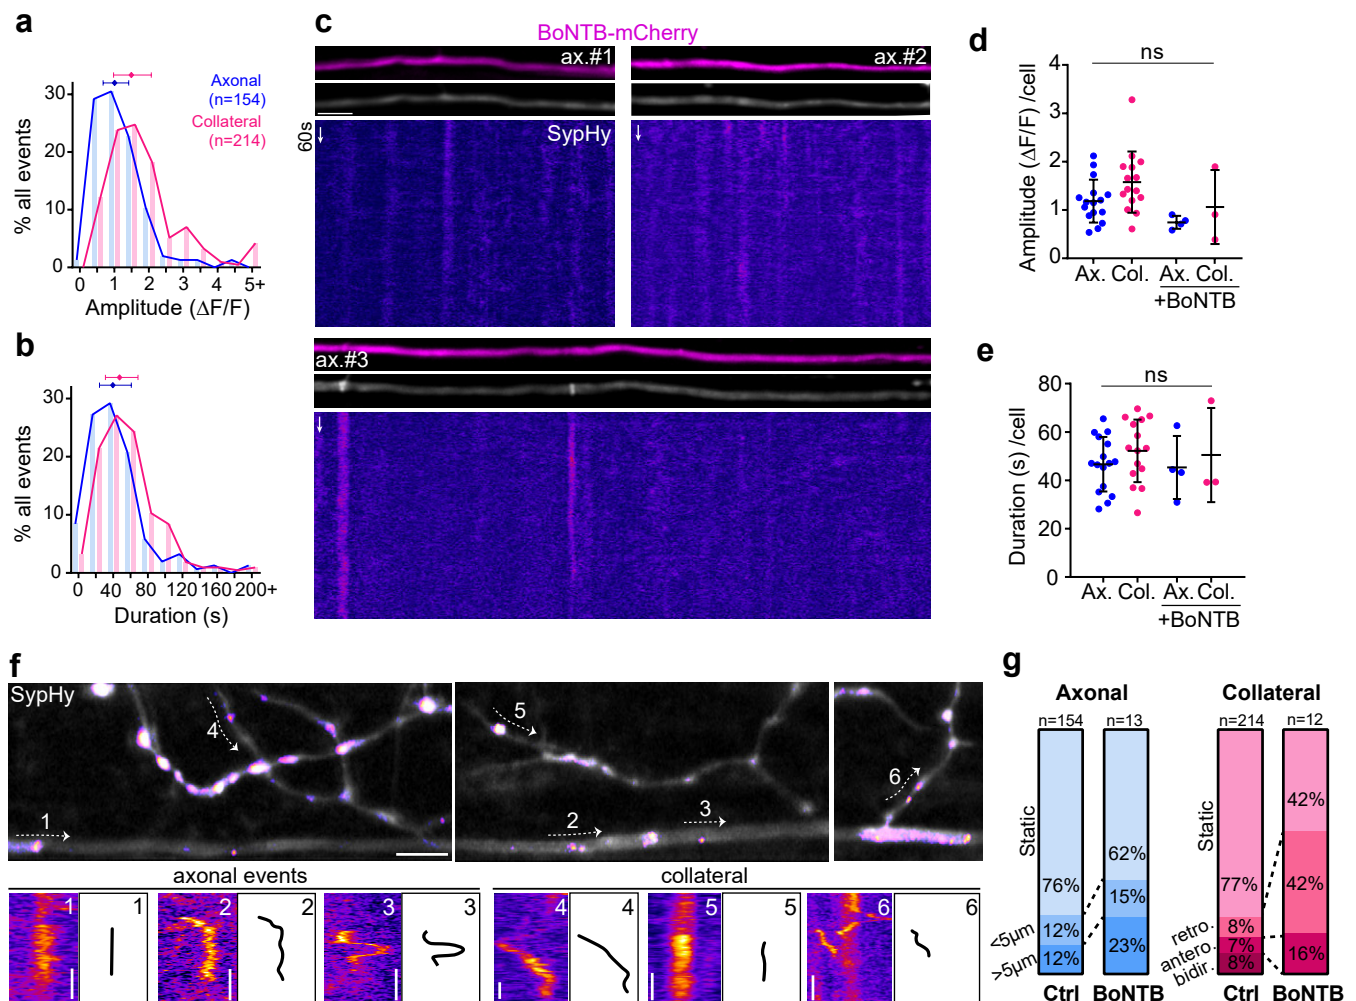 a
Axonal
(n=154)
Collateral
(n=214)
% all events
30
20
10
0
0 1 2 3 4 5+
Amplitude (ΔF/F)
b
% all events
30
20
10
0
0 40 80 120 160 200+
Duration (s)
c
BoNTB-mCherry
ax.#1
ax.#2
60s
SypHy
ax.#3
d
ns
Amplitude (ΔF/F) /cell
4
3
2
1
0
Ax. Col. Ax. Col.
+BoNTB
e
ns
Duration (s) /cell
80
60
40
20
0
Ax. Col. Ax. Col.
+BoNTB
f
SypHy
1
4
5
2
3
6
axonal events
collateral
1 1 2 2 3 3 4 4 5 5 6 6
g
Axonal
Collateral
n=154 n=13
n=214 n=12
Static
76%
12%
12%
62%
15%
23%
<5μm
>5μm
Ctrl BoNTB
Static
77%
8%
7%
8%
42%
42%
16%
retro.
antero.
bidir.
Ctrl BoNTB